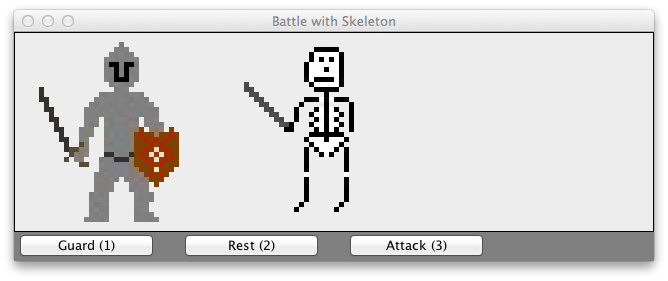 Battle with Skeleton
Guard (1)
Rest (2)
Attack (3)